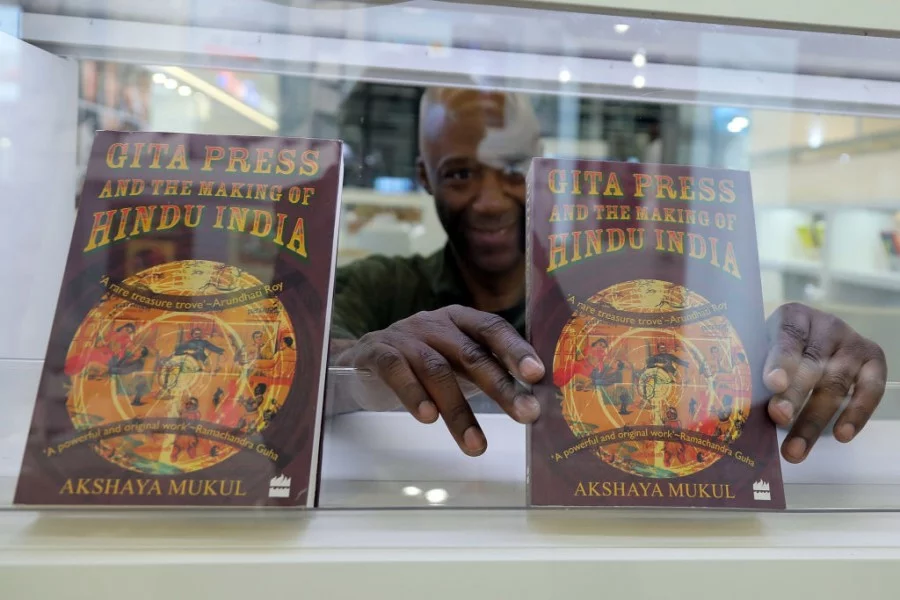 GITA PRESS
AND THE MAKING OF
HINDU INDIA
'A rare treasure trove'–Arundhati Roy
'A powerful and original work'–Ramachandra Guha
AKSHAYA MUKUL
GITA PRESS
AND THE MAKING OF
HINDU INDIA
'A rare treasure trove'–Arundhati Roy
'A powerful and original work'–Ramachandra Guha
AKSHAYA MUKUL